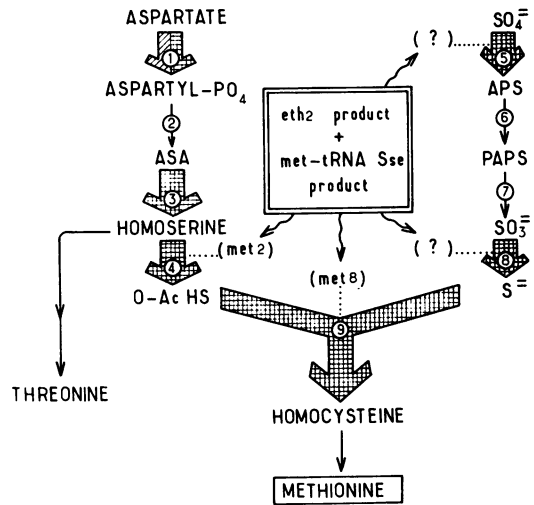 ASPARTATE
1
ASPARTYL-PO4
2
ASA
3
HOMOSERINE
4
(met2)
O-Ac HS
THREONINE
eth2 product
+
met-tRNA Sse
product
(met8)
(?)
SO4=
5
APS
6
PAPS
7
(?)
SO3=
8
S=
9
HOMOCYSTEINE
METHIONINE